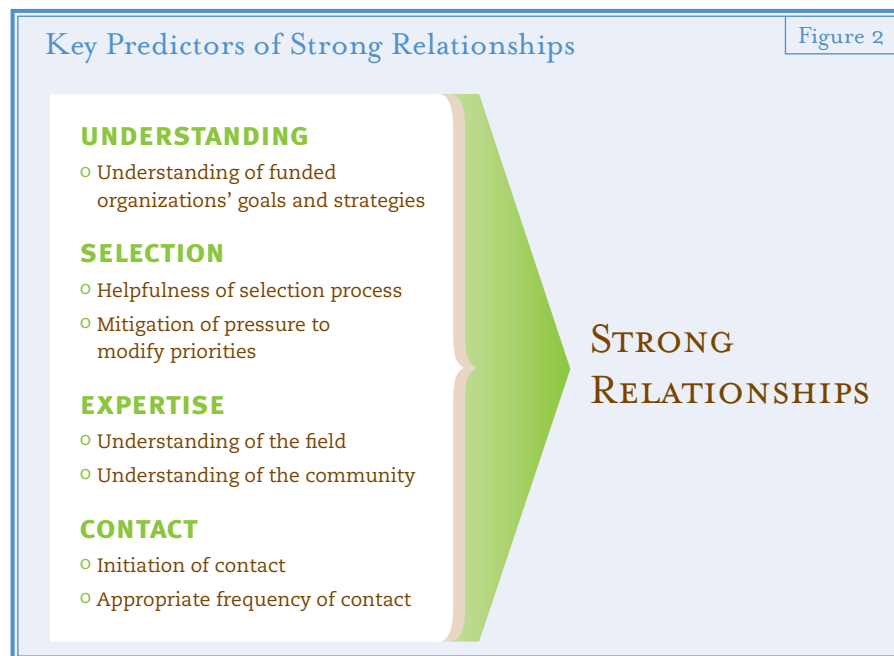 Key Predictors of Strong Relationships
Figure 2
UNDERSTANDING
o Understanding of funded
organizations' goals and strategies
SELECTION
o Helpfulness of selection process
o Mitigation of pressure to
modify priorities
EXPERTISE
o Understanding of the field
o Understanding of the community
CONTACT
o Initiation of contact
o Appropriate frequency of contact
STRONG
RELATIONSHIPS